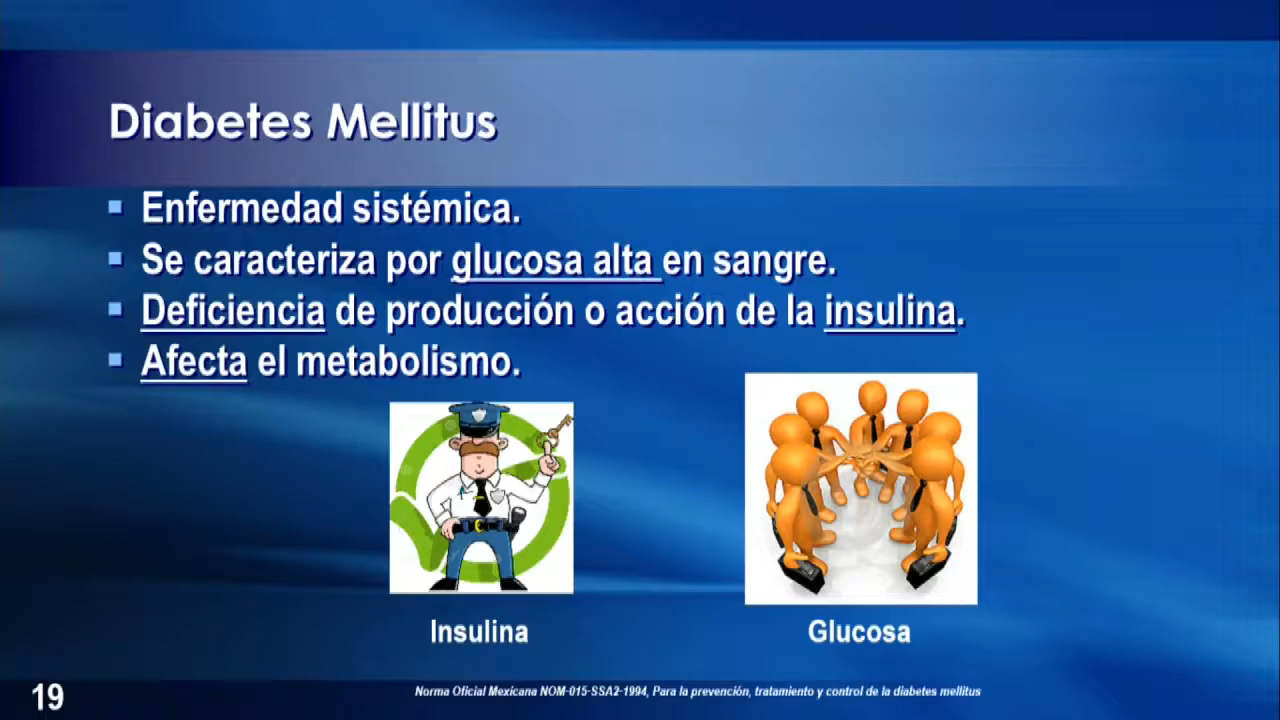 Diabetes Mellitus
▪ Enfermedad sistémica.
▪ Se caracteriza por glucosa alta en sangre.
▪ Deficiencia de producción o acción de la insulina.
▪ Afecta el metabolismo.
Insulina
Glucosa
19
Norma Oficial Mexicana NOM-015-SSA2-1994, Para la prevención, tratamiento y control de la diabetes mellitus